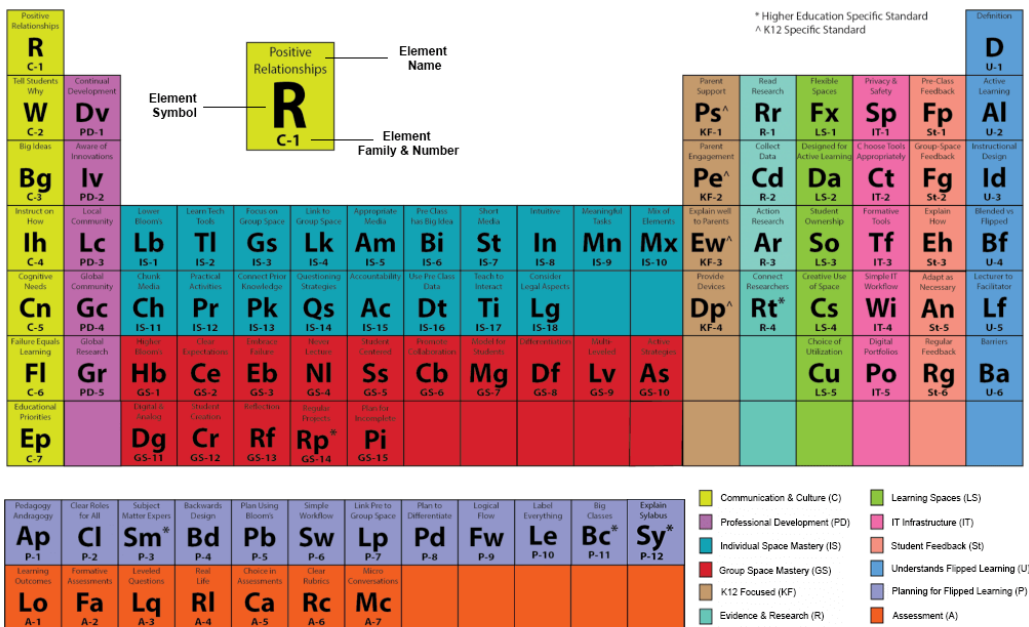 * Higher Education Specific Standard
^ K12 Specific Standard
Element Name
Element Symbol
Element Family & Number
Positive Relationships
R
C-1
Positive Relationships
R
C-1
Definition
D
U-1
Tell Students Why
W
C-2
Continual Development
Dv
PD-1
Parent Support
Ps^
KF-1
Read Research
Rr
R-1
Flexible Spaces
Fx
LS-1
Privacy & Safety
Sp
IT-1
Pre-Class Feedback
Fp
St-1
Active Learning
Al
U-2
Big Ideas
Bg
C-3
Aware of Innovations
Iv
PD-2
Parent Engagement
Pe^
KF-2
Collect Data
Cd
R-2
Designed for Active Learning
Da
LS-2
Choose Tools Appropriately
Ct
IT-2
Group-Space Feedback
Fg
St-2
Instructional Design
Id
U-3
Instruct on How
Ih
C-4
Local Community
Lc
PD-3
Lower Bloom's
Lb
IS-1
Learn Tech Tools
Tl
IS-2
Focus on Group Space
Gs
IS-3
Link to Group Space
Lk
IS-4
Appropriate Media
Am
IS-5
Pre Class has Big Idea
Bi
IS-6
Short Media
St
IS-7
Intuitive
In
IS-8
Meaningful Tasks
Mn
IS-9
Mix of Elements
Mx
IS-10
Explain well to Parents
Ew^
KF-3
Action Research
Ar
R-3
Student Ownership
So
LS-3
Formative Tools
Tf
IT-3
Explain How
Eh
St-3
Blended vs Flipped
Bf
U-4
Cognitive Needs
Cn
C-5
Global Community
Gc
PD-4
Chunk Media
Ch
IS-11
Practical Activities
Pr
IS-12
Connect Prior Knowledge
Pk
IS-13
Questioning Strategies
Qs
IS-14
Accountability
Ac
IS-15
Use Pre Class Data
Dt
IS-16
Teach to Interact
Ti
IS-17
Consider Legal Aspects
Lg
IS-18
Provide Devices
Dp^
KF-4
Connect Researchers
Rt*
R-4
Creative Use of Space
Cs
LS-4
Simple IT Workflow
Wi
IT-4
Adapt as Necessary
An
St-5
Lecturer to Facilitator
Lf
U-5
Failure Equals Learning
Fl
C-6
Global Research
Gr
PD-5
Higher Bloom's
Hb
GS-1
Clear Expectations
Ce
GS-2
Embrace Failure
Eb
GS-3
Never Lecture
Nl
GS-4
Student Centered
Ss
GS-5
Promote Collaboration
Cb
GS-6
Model for Students
Mg
GS-7
Differentiation
Df
GS-8
Multi-Leveled
Lv
GS-9
Active Strategies
As
GS-10
Choice of Utilization
Cu
LS-5
Digital Portfolios
Po
IT-5
Regular Feedback
Rg
St-6
Barriers
Ba
U-6
Educational Priorities
Ep
C-7
Digital & Analog
Dg
GS-11
Student Creation
Cr
GS-12
Reflection
Rf
GS-13
Regular Projects
Rp*
GS-14
Plan for Incomplete
Pi
GS-15
Pedagogy Andragogy
Ap
P-1
Clear Roles for All
Cl
P-2
Subject Matter Expers
Sm*
P-3
Backwards Design
Bd
P-4
Plan Using Bloom's
Pb
P-5
Simple Workflow
Sw
P-6
Link Pre to Group Space
Lp
P-7
Plan to Differentiate
Pd
P-8
Logical Flow
Fw
P-9
Label Everything
Le
P-10
Big Classes
Bc*
P-11
Explain Sylabus
Sy*
P-12
Learning Outcomes
Lo
A-1
Formative Assessments
Fa
A-2
Leveled Questions
Lq
A-3
Real Life
Rl
A-4
Choice in Assessments
Ca
A-5
Clear Rubrics
Rc
A-6
Micro Conversations
Mc
A-7
Communication & Culture (C)
Professional Development (PD)
Individual Space Mastery (IS)
Group Space Mastery (GS)
K12 Focused (KF)
Evidence & Research (R)
Learning Spaces (LS)
IT Infrastructure (IT)
Student Feedback (St)
Understands Flipped Learning (U)
Planning for Flipped Learning (P)
Assessment (A)